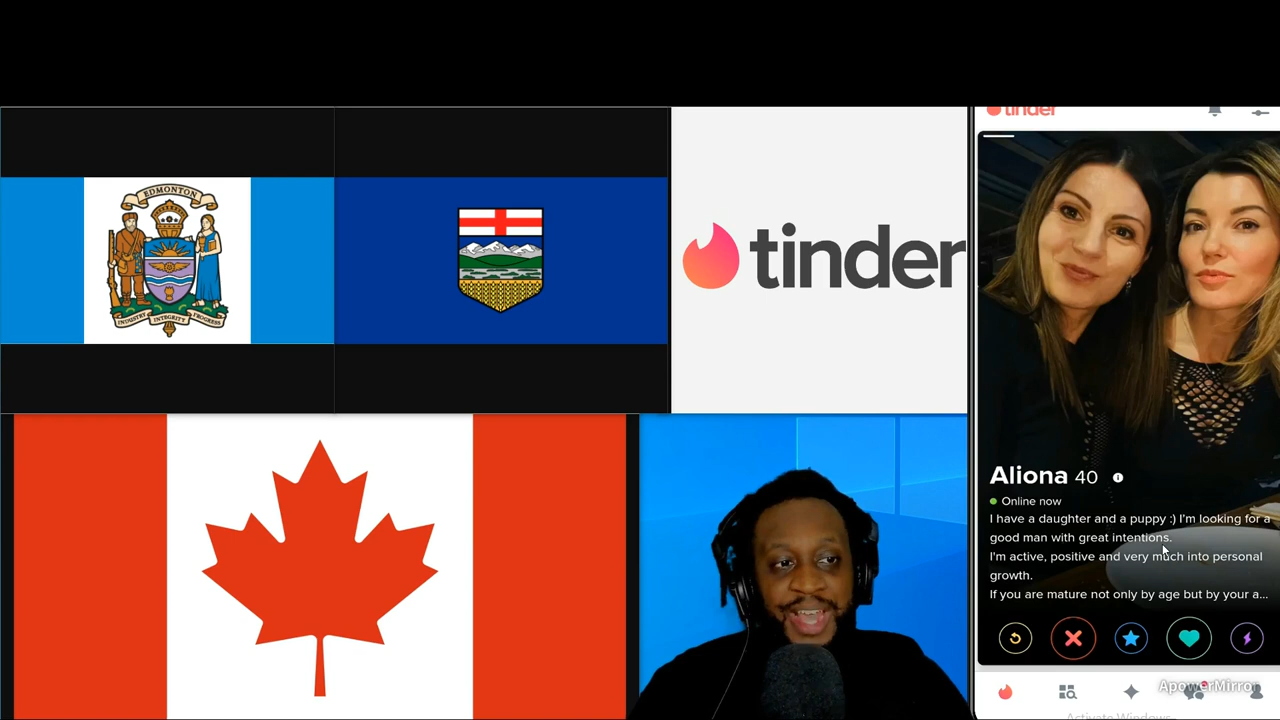 EDMONTON
INDUSTRY INTEGRITY PROGRESS
tinder
tinder
Aliona 40
Online now
I have a daughter and a puppy :) I'm looking for a
good man with great intentions.
I'm active, positive and very much into personal
growth.
If you are mature not only by age but by your a...
ApowerMirror
Activate Windows